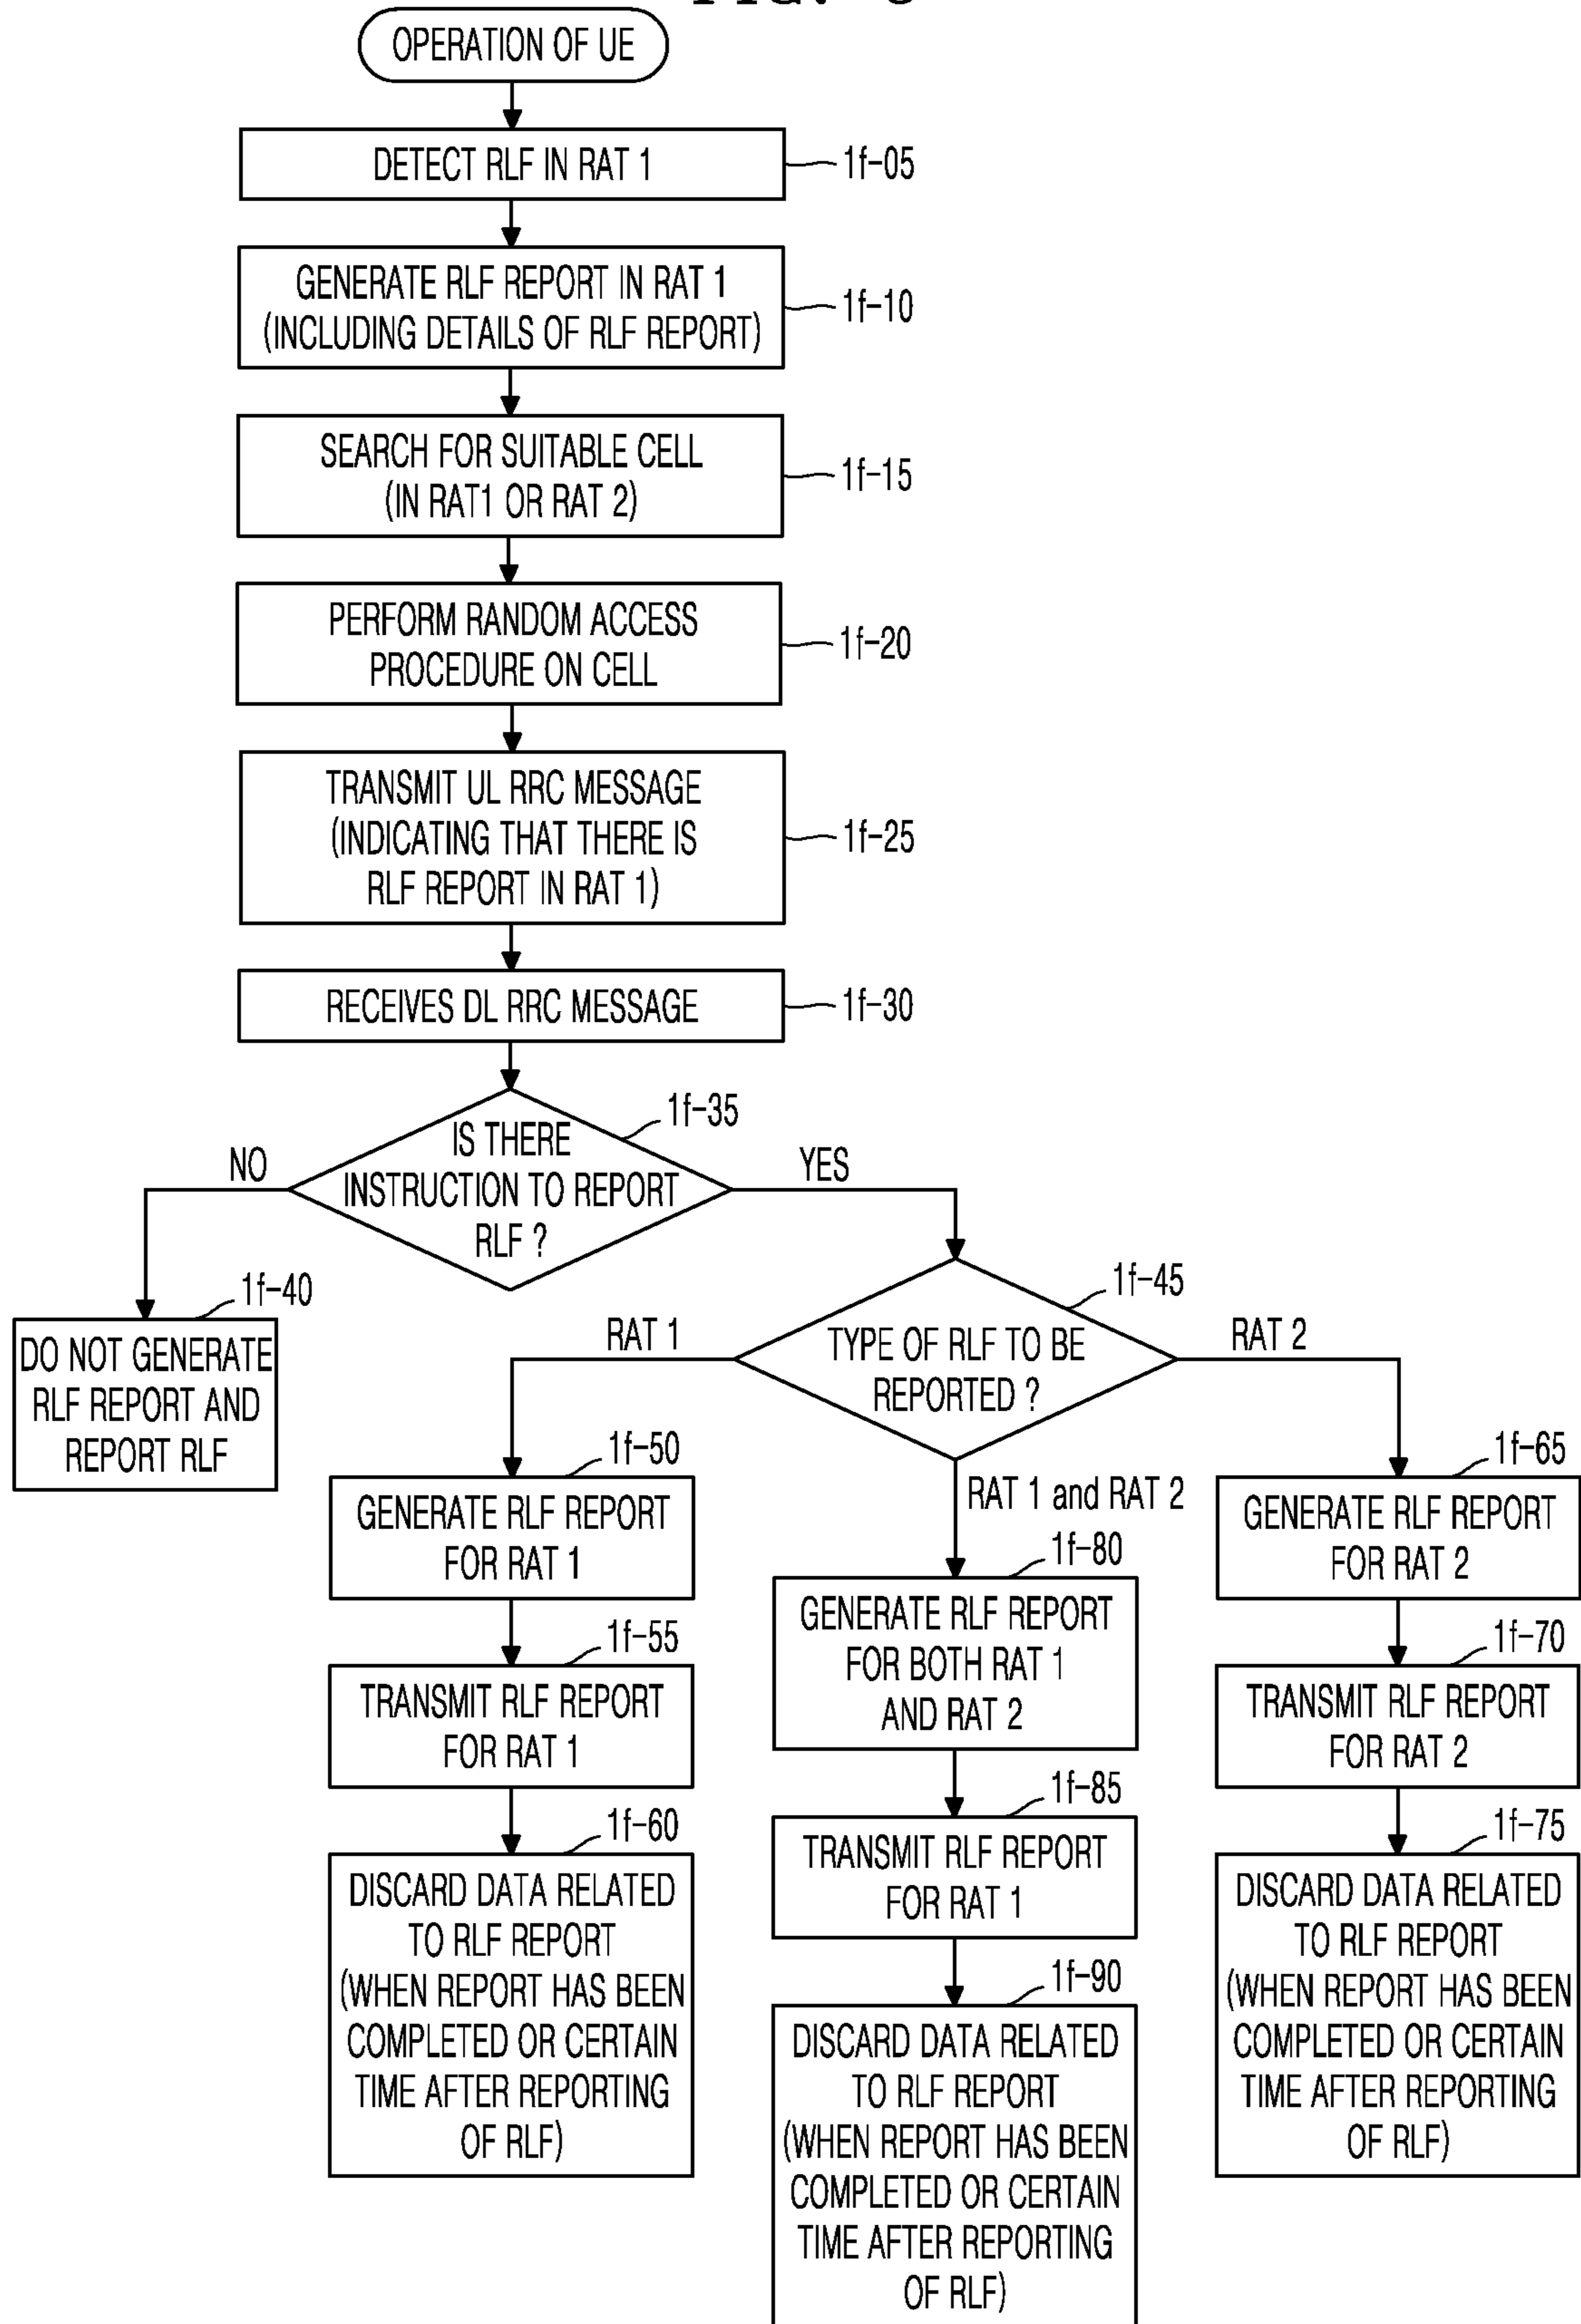 OPERATION OF UE
DETECT RLF IN RAT 1
1f-05
GENERATE RLF REPORT IN RAT 1
(INCLUDING DETAILS OF RLF REPORT)
1f-10
SEARCH FOR SUITABLE CELL
(IN RAT1 OR RAT 2)
1f-15
PERFORM RANDOM ACCESS
PROCEDURE ON CELL
1f-20
TRANSMIT UL RRC MESSAGE
(INDICATING THAT THERE IS
RLF REPORT IN RAT 1)
1f-25
RECEIVES DL RRC MESSAGE
1f-30
1f-35
IS THERE
INSTRUCTION TO REPORT
RLF ?
NO
YES
1f-40
DO NOT GENERATE
RLF REPORT AND
REPORT RLF
1f-45
TYPE OF RLF TO BE
REPORTED ?
RAT 1
RAT 2
RAT 1 and RAT 2
1f-50
GENERATE RLF REPORT
FOR RAT 1
1f-55
TRANSMIT RLF REPORT
FOR RAT 1
1f-60
DISCARD DATA RELATED
TO RLF REPORT
(WHEN REPORT HAS BEEN
COMPLETED OR CERTAIN
TIME AFTER REPORTING
OF RLF)
1f-80
GENERATE RLF REPORT
FOR BOTH RAT 1
AND RAT 2
1f-85
TRANSMIT RLF REPORT
FOR RAT 1
1f-90
DISCARD DATA RELATED
TO RLF REPORT
(WHEN REPORT HAS BEEN
COMPLETED OR CERTAIN
TIME AFTER REPORTING
OF RLF)
1f-65
GENERATE RLF REPORT
FOR RAT 2
1f-70
TRANSMIT RLF REPORT
FOR RAT 2
1f-75
DISCARD DATA RELATED
TO RLF REPORT
(WHEN REPORT HAS BEEN
COMPLETED OR CERTAIN
TIME AFTER REPORTING
OF RLF)